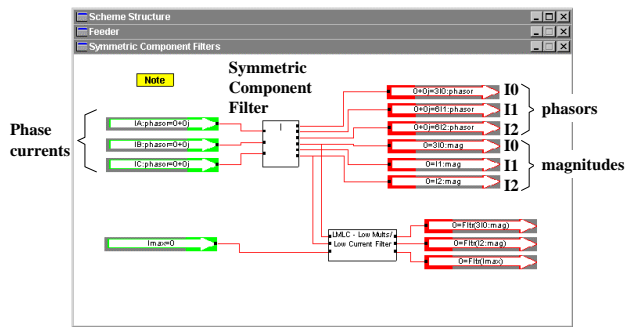 Scheme Structure
Feeder
Symmetric Component Filters
Note
Symmetric
Component
Filter
Phase
currents
IA:phasor=0+0j
IB:phasor=0+0j
IC:phasor=0+0j
I
0+0j=3I0:phasor
0+0j=6I1:phasor
0+0j=6I2:phasor
0=3I0:mag
0=I1:mag
0=I2:mag
I0
I1
I2
I0
I1
I2
phasors
magnitudes
Imax=0
LMLC - Low Mults/
Low Current Filter
0=Fltr(3I0:mag)
0=Fltr(I2:mag)
0=Fltr(Imax)